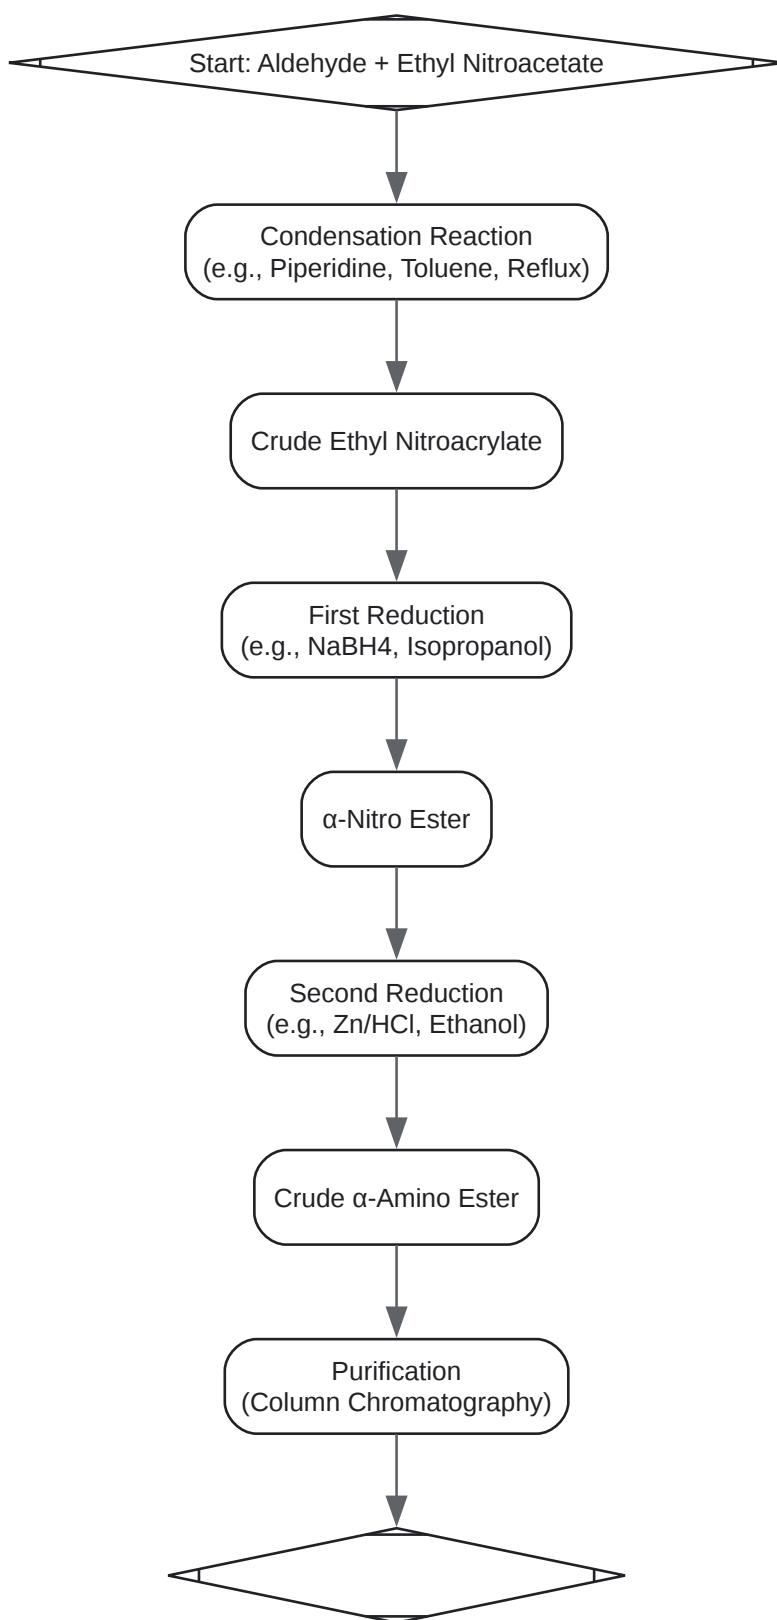 Start: Aldehyde + Ethyl Nitroacetate
Condensation Reaction
(e.g., Piperidine, Toluene, Reflux)
Crude Ethyl Nitroacrylate
First Reduction
(e.g., NaBH4, Isopropanol)
α-Nitro Ester
Second Reduction
(e.g., Zn/HCl, Ethanol)
Crude α-Amino Ester
Purification
(Column Chromatography)